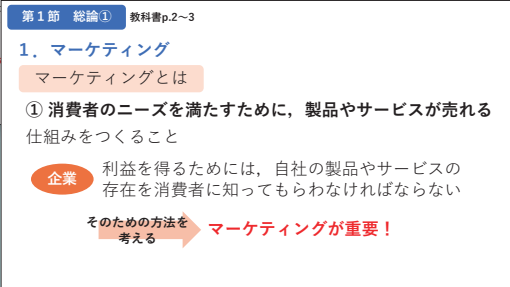 第1節 総論① 教科書p.2～3
1．マーケティング
マーケティングとは
① 消費者のニーズを満たすために，製品やサービスが売れる
仕組みをつくること
企業
利益を得るためには，自社の製品やサービスの
存在を消費者に知ってもらわなければならない
そのための方法を
考える
マーケティングが重要！